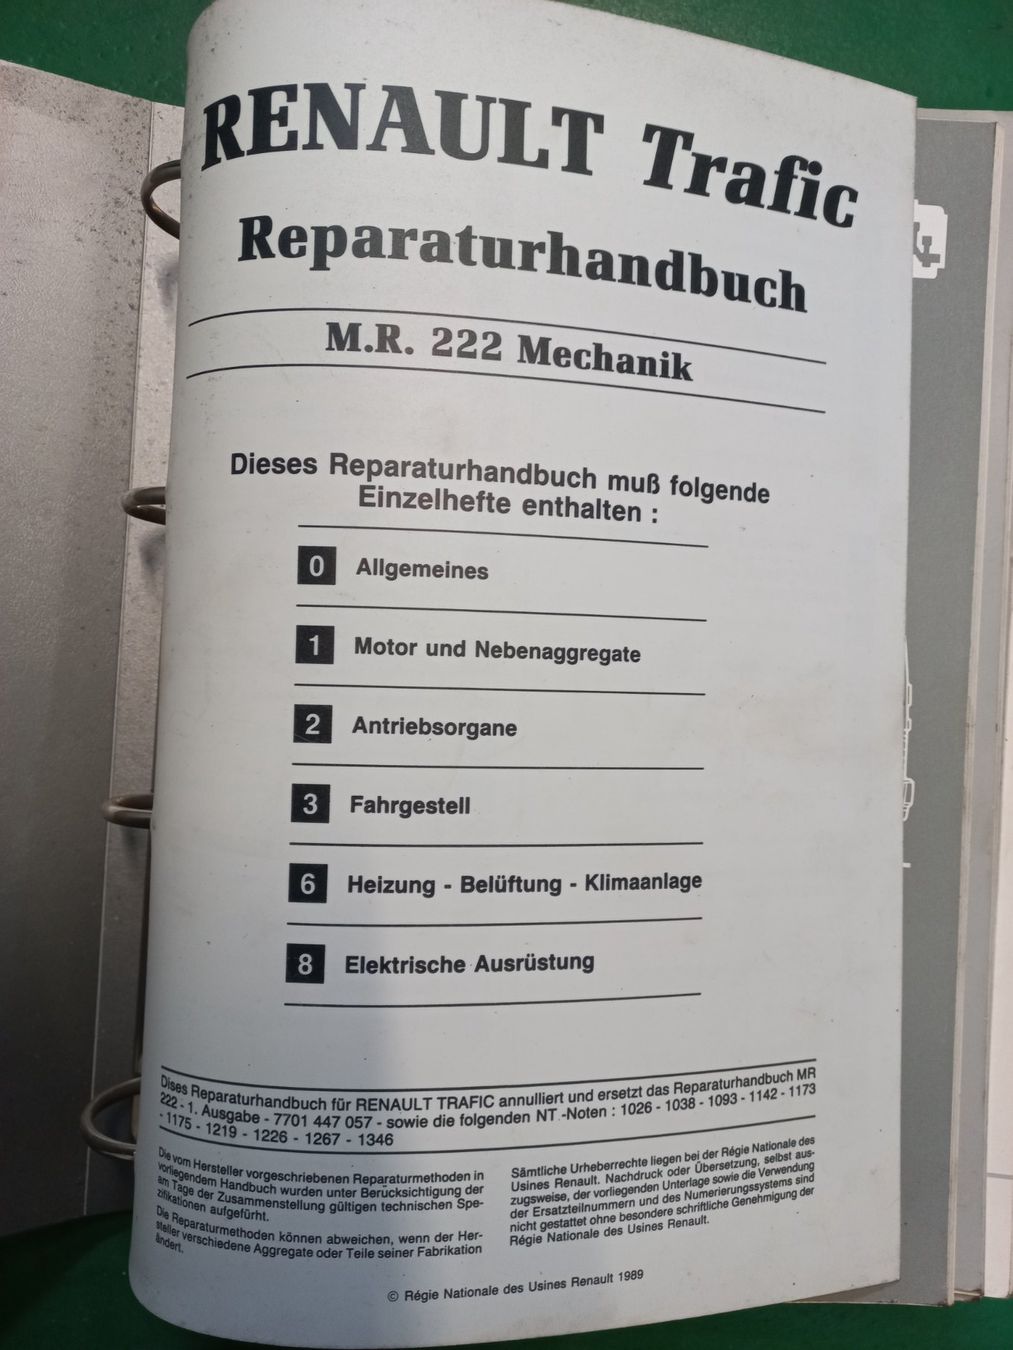 RENAULT Trafic
Reparaturhandbuch
M.R. 222 Mechanik
Dieses Reparaturhandbuch muß folgende
Einzelhefte enthalten :
0 Allgemeines
1 Motor und Nebenaggregate
2 Antriebsorgane
3 Fahrgestell
6 Heizung - Belüftung - Klimaanlage
8 Elektrische Ausrüstung
Dises Reparaturhandbuch für RENAULT TRAFIC annulliert und ersetzt das Reparaturhandbuch MR
222 - 1. Ausgabe - 7701 447 057 - sowie die folgenden NT -Noten : 1026 - 1038 - 1093 - 1142 - 1173
- 1175 - 1219 - 1226 - 1267 - 1346
Die vom Hersteller vorgeschriebenen Reparaturmethoden in
vorliegendem Handbuch wurden unter Berücksichtigung der
am Tage der Zusammenstellung gültigen technischen Spe-
zifikationen aufgeführt.
Die Reparaturmethoden können abweichen, wenn der Her-
steller verschiedene Aggregate oder Teile seiner Fabrikation
ändert.
Sämtliche Urheberrechte liegen bei der Régie Nationale des
Usines Renault. Nachdruck oder Übersetzung, selbst aus-
zugsweise, der vorliegenden Unterlage sowie die Verwendung
der Ersatzteilnummern und des Numerierungssystems sind
nicht gestattet ohne besondere schriftliche Genehmigung der
Régie Nationale des Usines Renault.
© Régie Nationale des Usines Renault 1989